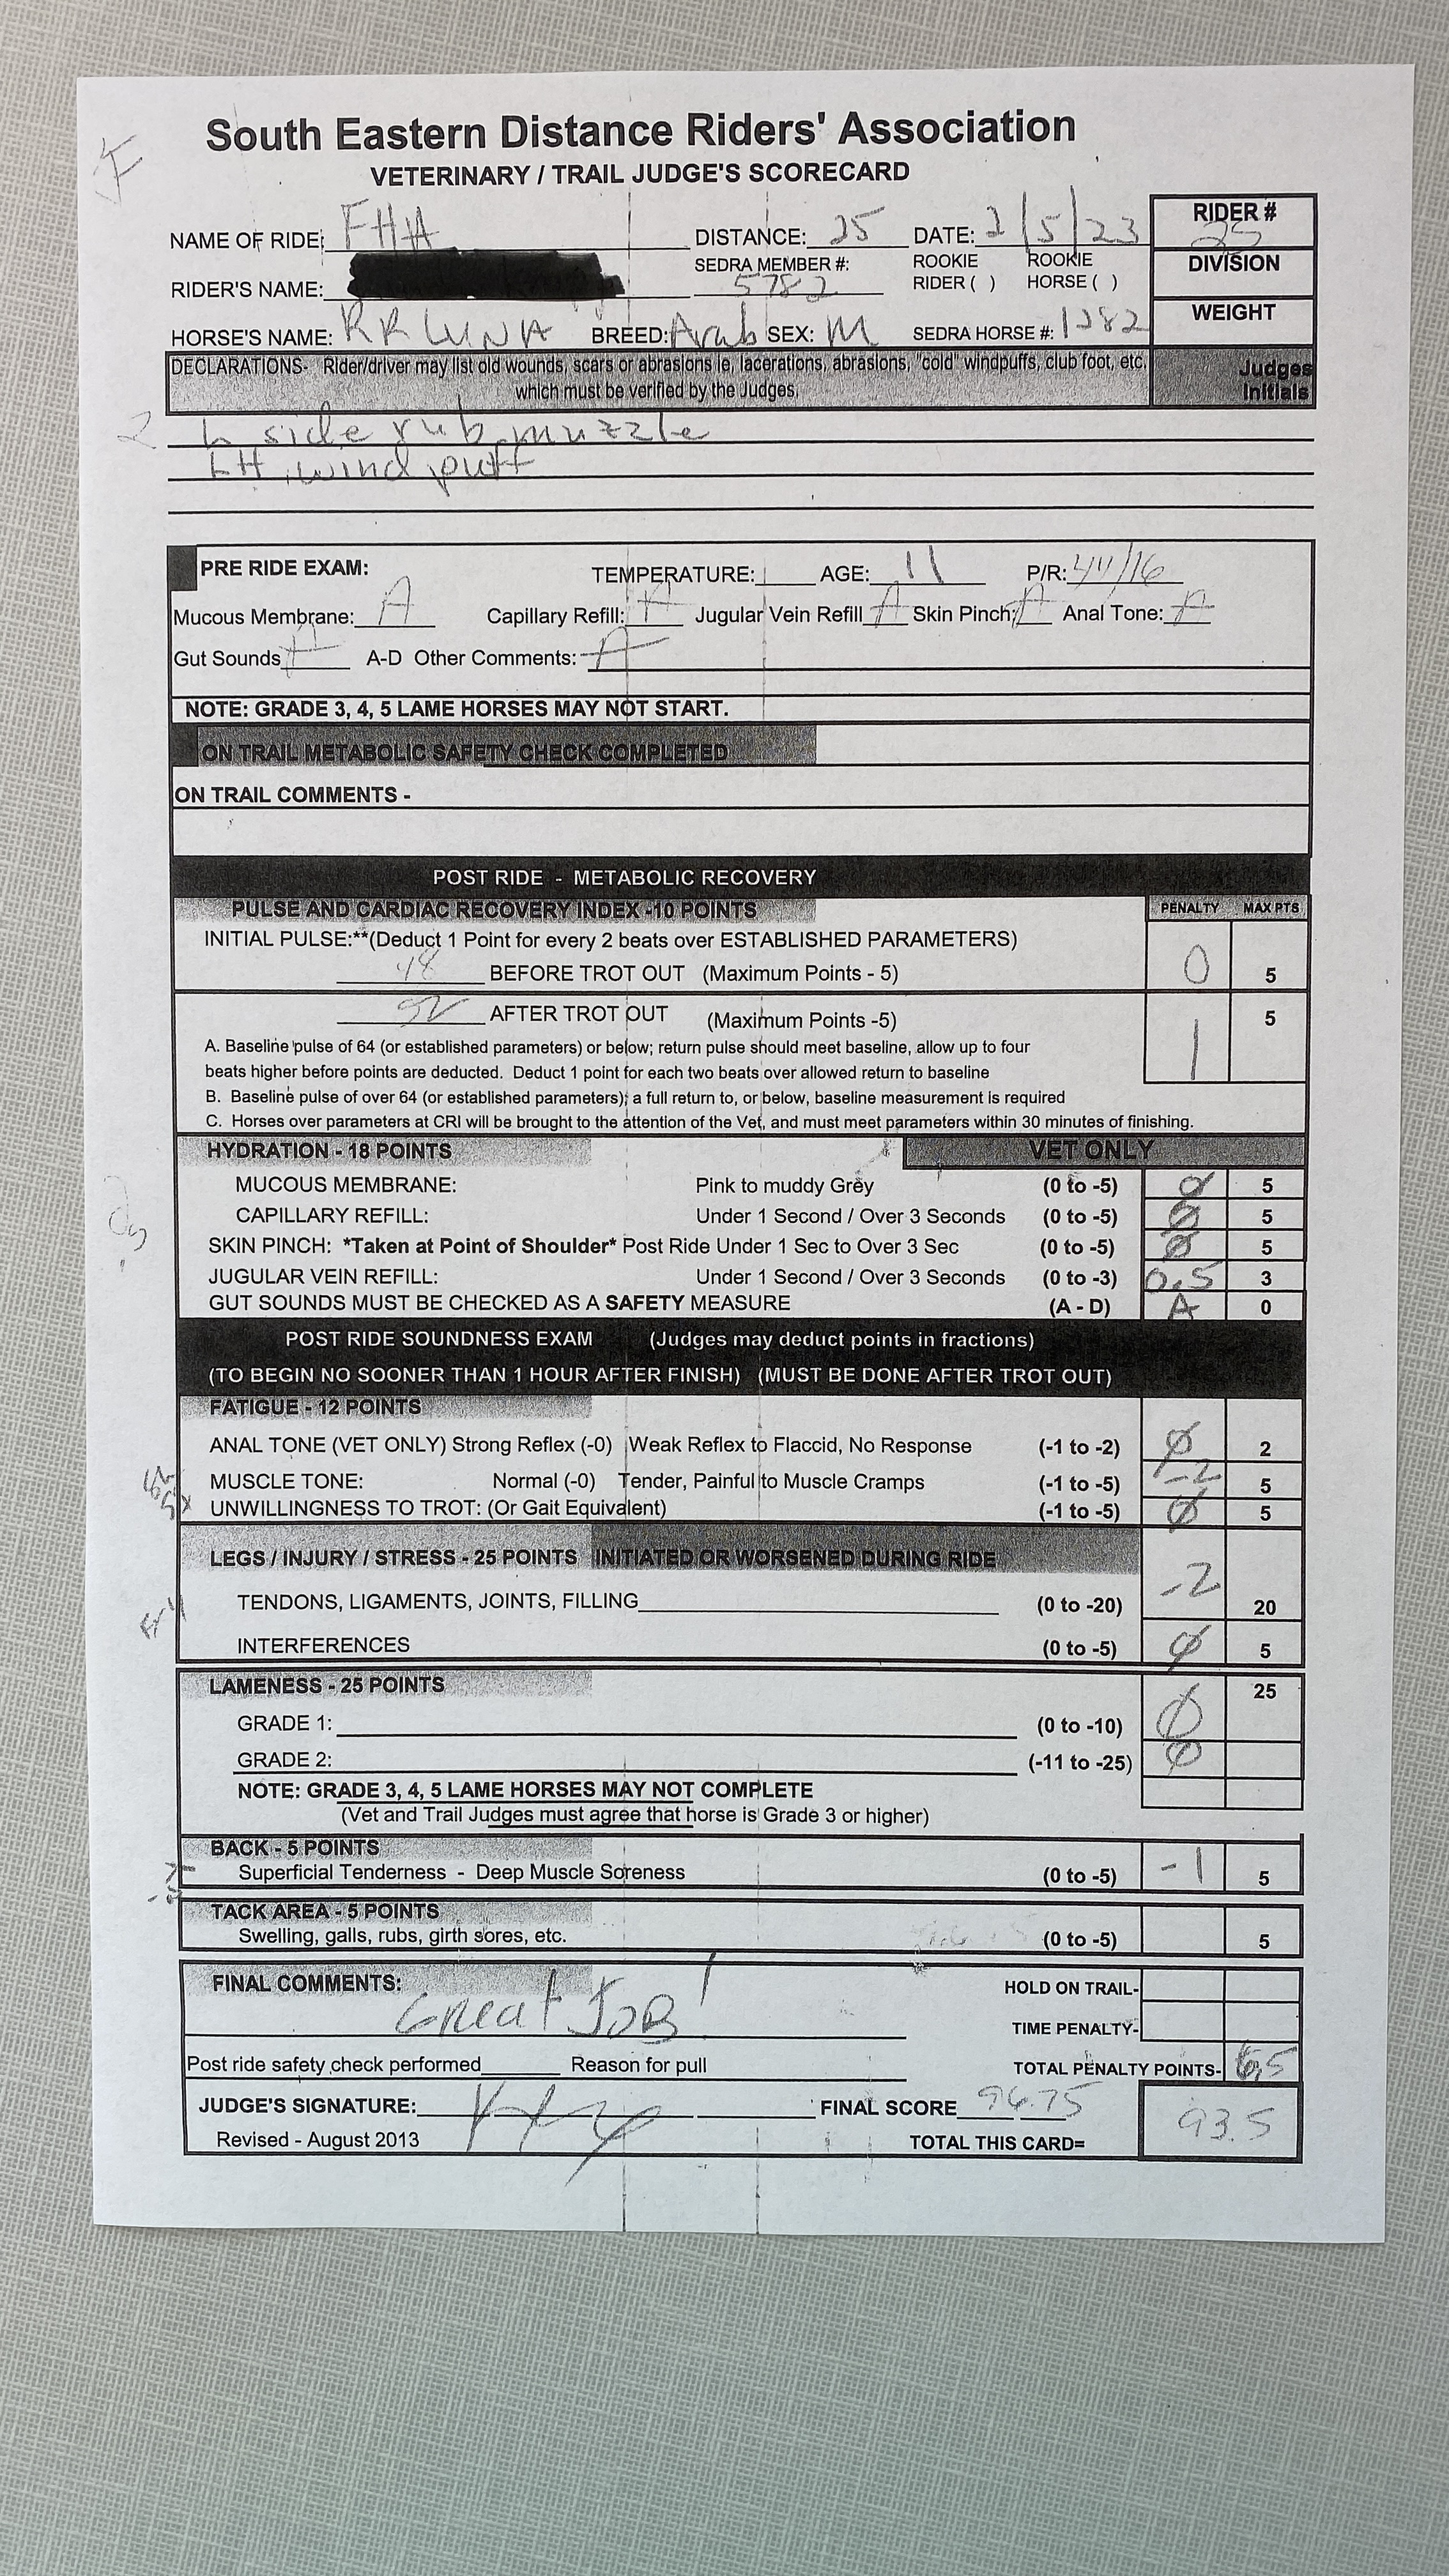 South Eastern Distance Riders' Association
VETERINARY / TRAIL JUDGE'S SCORECARD
NAME OF RIDE: FHA DISTANCE: 25 DATE: 2/5/23 RIDER # 25
RIDER'S NAME: SEDRA MEMBER #: 5782 ROOKIE RIDER ( ) ROOKIE HORSE ( ) DIVISION
HORSE'S NAME: RR LUNA BREED: Arab SEX: M SEDRA HORSE #: 1282 WEIGHT
DECLARATIONS- Rider/driver may list old wounds, scars or abrasions ie, lacerations, abrasions, "cold" windpuffs, club foot, etc. Judges
which must be verified by the Judges. Initials
L side rub muzzle
LH wind puff
PRE RIDE EXAM: TEMPERATURE: AGE: 11 P/R: 44/16
Mucous Membrane: A Capillary Refill: A Jugular Vein Refill A Skin Pinch: A Anal Tone: A
Gut Sounds A A-D Other Comments: A
NOTE: GRADE 3, 4, 5 LAME HORSES MAY NOT START.
ON TRAIL METABOLIC SAFETY CHECK COMPLETED
ON TRAIL COMMENTS -
POST RIDE - METABOLIC RECOVERY
PULSE AND CARDIAC RECOVERY INDEX -10 POINTS PENALTY MAX PTS
INITIAL PULSE:**(Deduct 1 Point for every 2 beats over ESTABLISHED PARAMETERS)
48 BEFORE TROT OUT (Maximum Points - 5) 0 5
52 AFTER TROT OUT (Maximum Points -5) 1 5
A. Baseline pulse of 64 (or established parameters) or below; return pulse should meet baseline, allow up to four
beats higher before points are deducted. Deduct 1 point for each two beats over allowed return to baseline
B. Baseline pulse of over 64 (or established parameters); a full return to, or below, baseline measurement is required
C. Horses over parameters at CRI will be brought to the attention of the Vet, and must meet parameters within 30 minutes of finishing.
HYDRATION - 18 POINTS VET ONLY
MUCOUS MEMBRANE: Pink to muddy Grey (0 to -5) Ø 5
CAPILLARY REFILL: Under 1 Second / Over 3 Seconds (0 to -5) Ø 5
SKIN PINCH: *Taken at Point of Shoulder* Post Ride Under 1 Sec to Over 3 Sec (0 to -5) Ø 5
JUGULAR VEIN REFILL: Under 1 Second / Over 3 Seconds (0 to -3) 0.5 3
GUT SOUNDS MUST BE CHECKED AS A SAFETY MEASURE (A - D) A 0
POST RIDE SOUNDNESS EXAM (Judges may deduct points in fractions)
(TO BEGIN NO SOONER THAN 1 HOUR AFTER FINISH) (MUST BE DONE AFTER TROT OUT)
FATIGUE - 12 POINTS
ANAL TONE (VET ONLY) Strong Reflex (-0) Weak Reflex to Flaccid, No Response (-1 to -2) Ø 2
MUSCLE TONE: Normal (-0) Tender, Painful to Muscle Cramps (-1 to -5) -2 5
UNWILLINGNESS TO TROT: (Or Gait Equivalent) (-1 to -5) Ø 5
LEGS / INJURY / STRESS - 25 POINTS INITIATED OR WORSENED DURING RIDE
TENDONS, LIGAMENTS, JOINTS, FILLING (0 to -20) -2 20
INTERFERENCES (0 to -5) Ø 5
LAMENESS - 25 POINTS 25
GRADE 1: (0 to -10) Ø
GRADE 2: (-11 to -25) Ø
NOTE: GRADE 3, 4, 5 LAME HORSES MAY NOT COMPLETE
(Vet and Trail Judges must agree that horse is Grade 3 or higher)
BACK - 5 POINTS
Superficial Tenderness - Deep Muscle Soreness (0 to -5) -1 5
TACK AREA - 5 POINTS
Swelling, galls, rubs, girth sores, etc. (0 to -5) 5
FINAL COMMENTS: HOLD ON TRAIL-
Great JOB! TIME PENALTY-
Post ride safety check performed Reason for pull TOTAL PENALTY POINTS- 6.5
JUDGE'S SIGNATURE: FINAL SCORE 96.75
Revised - August 2013 TOTAL THIS CARD= 93.5